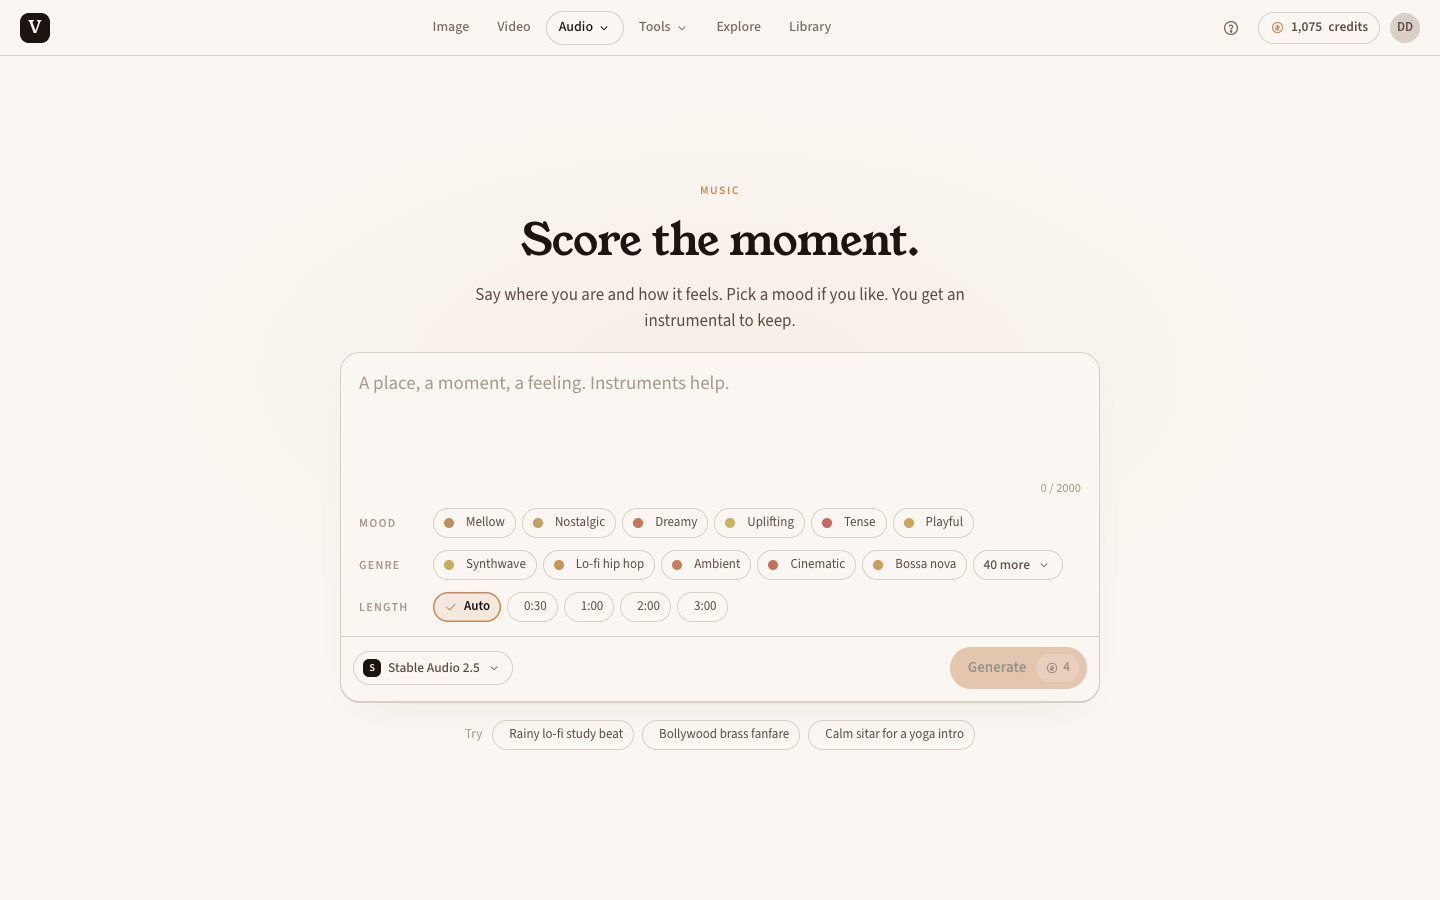 V
Image Video Audio Tools Explore Library
1,075 credits DD
MUSIC
Score the moment.
Say where you are and how it feels. Pick a mood if you like. You get an
instrumental to keep.
A place, a moment, a feeling. Instruments help.
0 / 2000
MOOD Mellow Nostalgic Dreamy Uplifting Tense Playful
GENRE Synthwave Lo-fi hip hop Ambient Cinematic Bossa nova 40 more
LENGTH Auto 0:30 1:00 2:00 3:00
S Stable Audio 2.5 Generate 4
Try Rainy lo-fi study beat Bollywood brass fanfare Calm sitar for a yoga intro